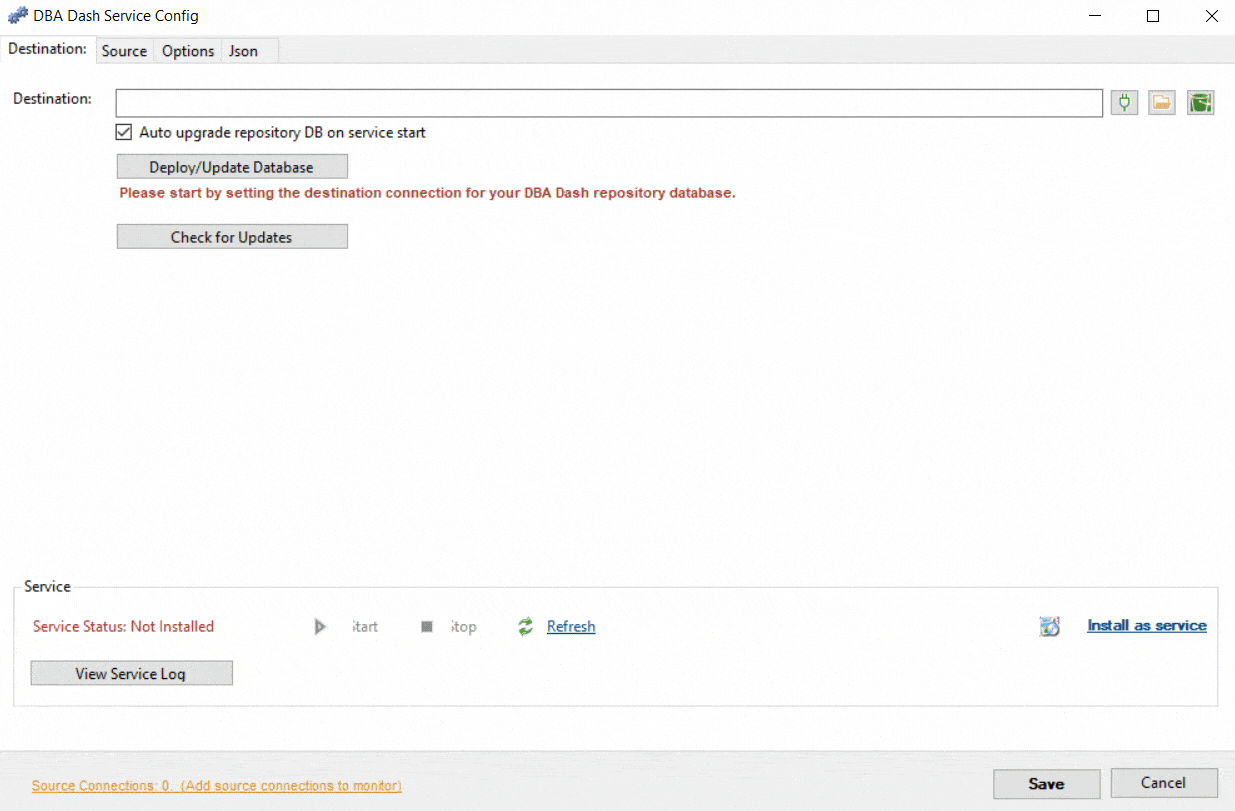 DBA Dash Service Config
Destination: Source Options Json
Destination:
Auto upgrade repository DB on service start
Deploy/Update Database
Please start by setting the destination connection for your DBA Dash repository database.
Check for Updates
Service
Service Status: Not Installed Start Stop Refresh Install as service
View Service Log
Source Connections: 0. (Add source connections to monitor) Save Cancel